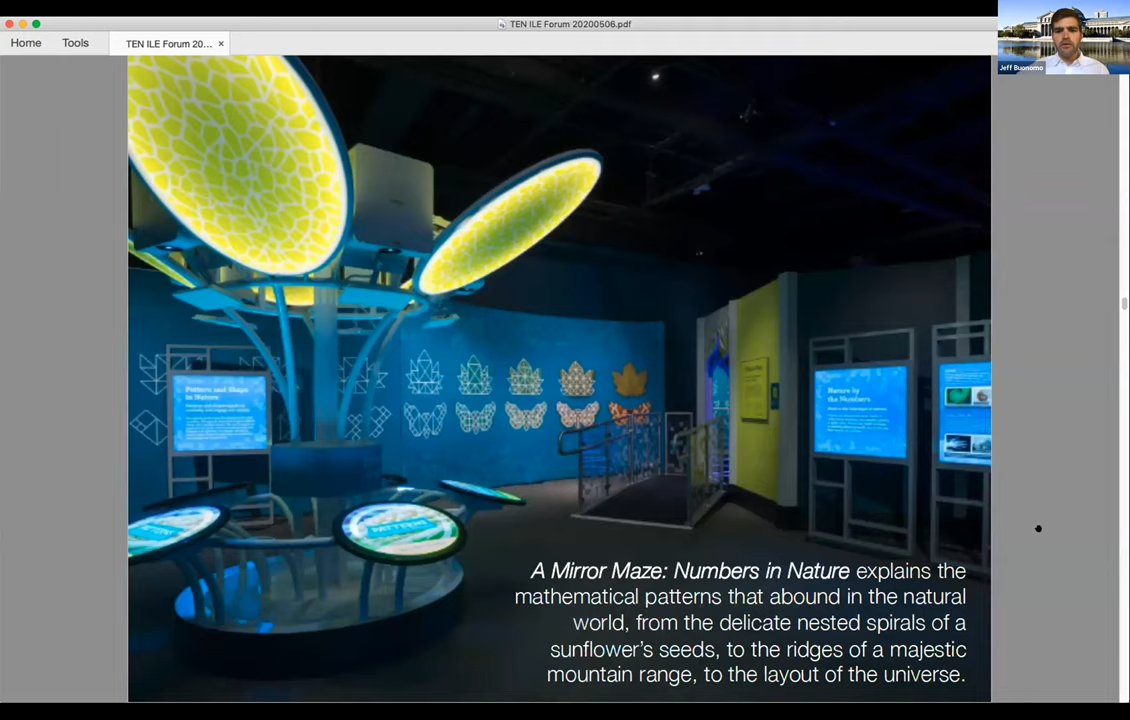 TEN ILE Forum 20200506.pdf
Home
Tools
TEN ILE Forum 20...
Jeff Buonomo
Pattern and Shape
in Nature
PATTERNS
Nature by
the Numbers
A Mirror Maze: Numbers in Nature explains the
mathematical patterns that abound in the natural
world, from the delicate nested spirals of a
sunflower's seeds, to the ridges of a majestic
mountain range, to the layout of the universe.